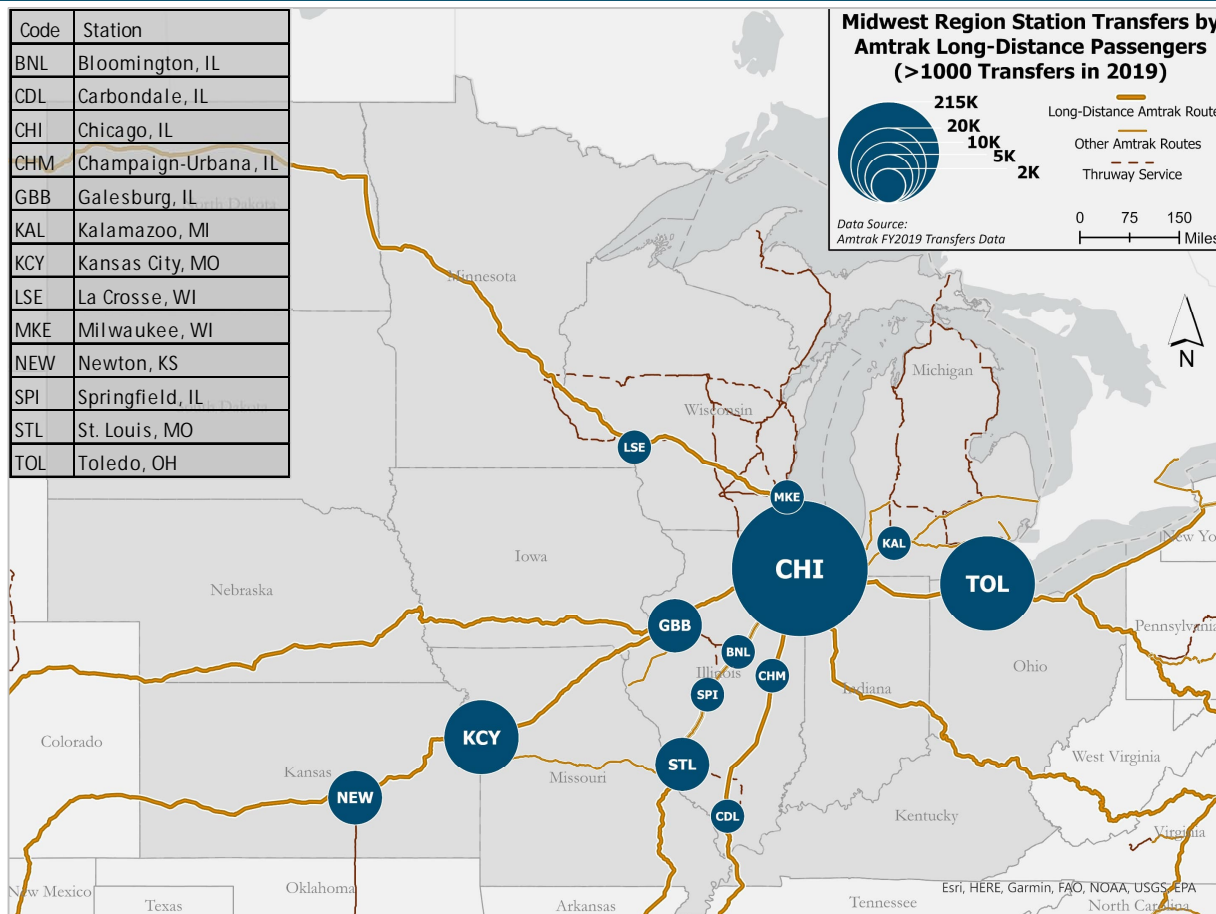 Code Station
BNL Bloomington, IL
CDL Carbondale, IL
CHI Chicago, IL
CHM Champaign-Urbana, IL
GBB Galesburg, IL
KAL Kalamazoo, MI
KCY Kansas City, MO
LSE La Crosse, WI
MKE Milwaukee, WI
NEW Newton, KS
SPI Springfield, IL
STL St. Louis, MO
TOL Toledo, OH
Midwest Region Station Transfers by
Amtrak Long-Distance Passengers
(>1000 Transfers in 2019)
215K
20K
10K
5K
2K
Long-Distance Amtrak Route
Other Amtrak Routes
Thruway Service
0 75 150
Miles
Data Source:
Amtrak FY2019 Transfers Data
N
North Dakota
South Dakota
Minnesota
Wisconsin
Michigan
LSE
MKE
KAL
CHI
TOL
New Yo
Iowa
Nebraska
GBB
BNL
Illinois
CHM
SPI
Indiana
Ohio
Pennsylvania
KCY
STL
Colorado
Kansas
NEW
Missouri
CDL
West Virginia
Kentucky
Virginia
New Mexico
Texas
Oklahoma
Arkansas
Tennessee
North Carolina
Esri, HERE, Garmin, FAO, NOAA, USGS, EPA